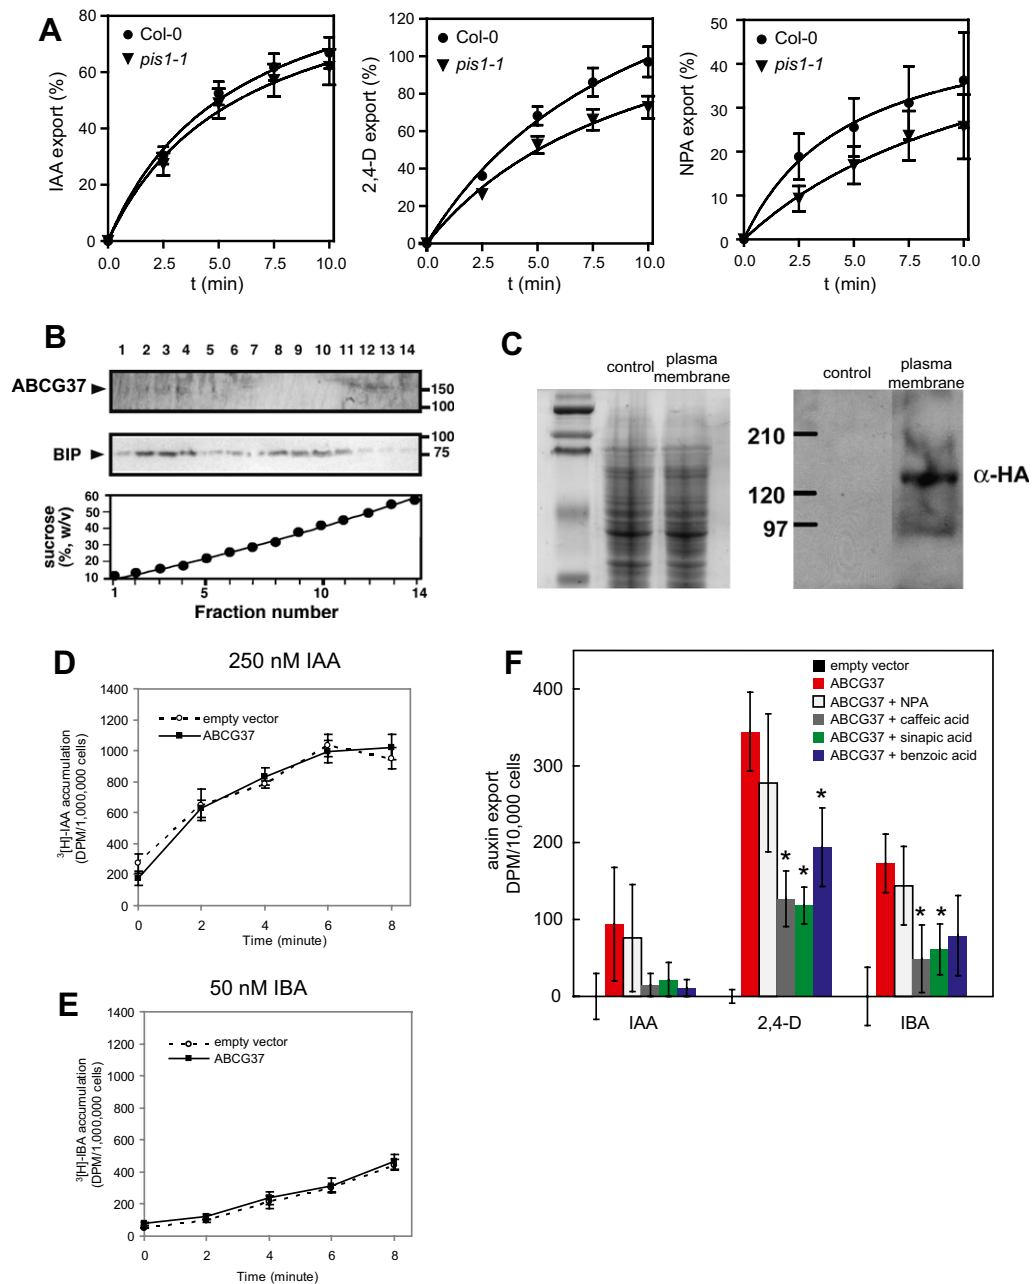 A
80
60
40
20
0
IAA export (%)
Col-0
pis1-1
0.0 2.5 5.0 7.5 10.0
t (min)
120
100
80
60
40
20
0
2,4-D export (%)
Col-0
pis1-1
0.0 2.5 5.0 7.5 10.0
t (min)
50
40
30
20
10
0
NPA export (%)
Col-0
pis1-1
0.0 2.5 5.0 7.5 10.0
t (min)
B
1 2 3 4 5 6 7 8 9 10 11 12 13 14
ABCG37
150
100
BIP
100
75
60
50
40
30
20
10
sucrose
(%, w/v)
1 5 10 14
Fraction number
C
control
plasma
membrane
control
plasma
membrane
210
120
97
α-HA
D
250 nM IAA
1400
1200
1000
800
600
400
200
0
³[H]-IAA accumulation
(DPM/1,000,000 cells)
empty vector
ABCG37
0 2 4 6 8
Time (minute)
E
50 nM IBA
1400
1200
1000
800
600
400
200
0
³[H]-IBA accumulation
(DPM/1,000,000 cells)
empty vector
ABCG37
0 2 4 6 8
Time (minute)
F
400
300
200
100
0
auxin export
DPM/10,000 cells
empty vector
ABCG37
ABCG37 + NPA
ABCG37 + caffeic acid
ABCG37 + sinapic acid
ABCG37 + benzoic acid
* * *
* *
IAA 2,4-D IBA